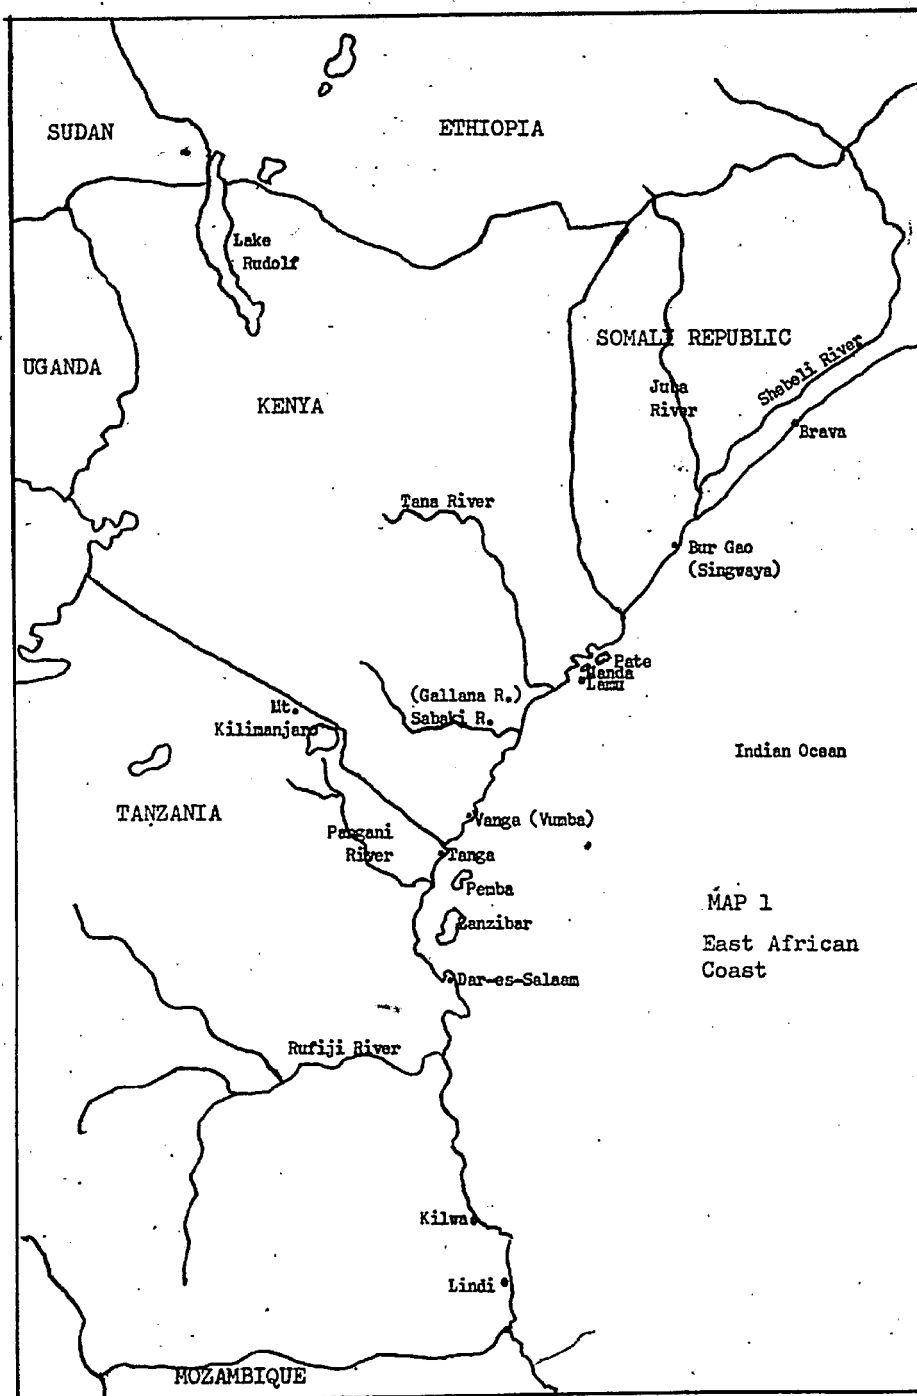 SUDAN
ETHIOPIA
Lake
Rudolf
SOMALI REPUBLIC
UGANDA
Shebeli River
Juba
River
KENYA
Brava
Tana River
Bur Gao
(Singwaya)
Pate
Manda
Lamu
(Gallana R.)
Sabaki R.
Mt.
Kilimanjaro
Indian Ocean
TANZANIA
Vanga (Vumba)
Pangani
River
Tanga
Pemba
Zanzibar
MAP 1
East African
Coast
Dar-es-Salaam
Rufiji River
Kilwa
Lindi
MOZAMBIQUE